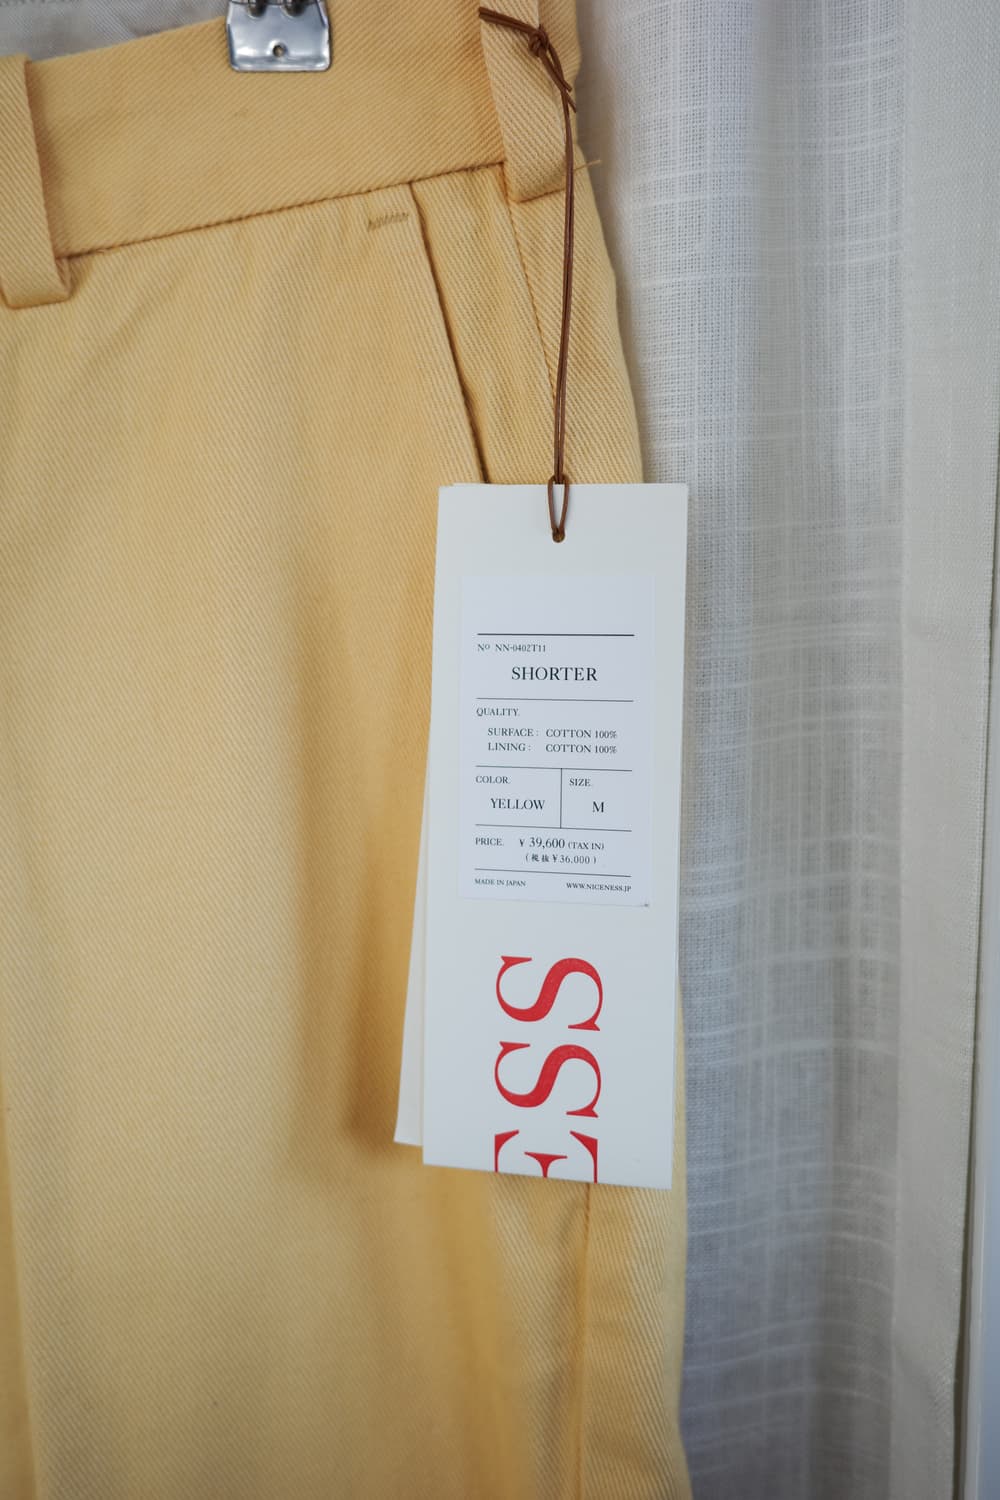 Nº NN-0402T11
SHORTER
QUALITY.
SURFACE : COTTON 100%
LINING : COTTON 100%
COLOR.
YELLOW
SIZE.
M
PRICE. ¥ 39,600 (TAX IN)
( 税 抜 ¥36,000 )
MADE IN JAPAN WWW.NICENESS.JP
ESS